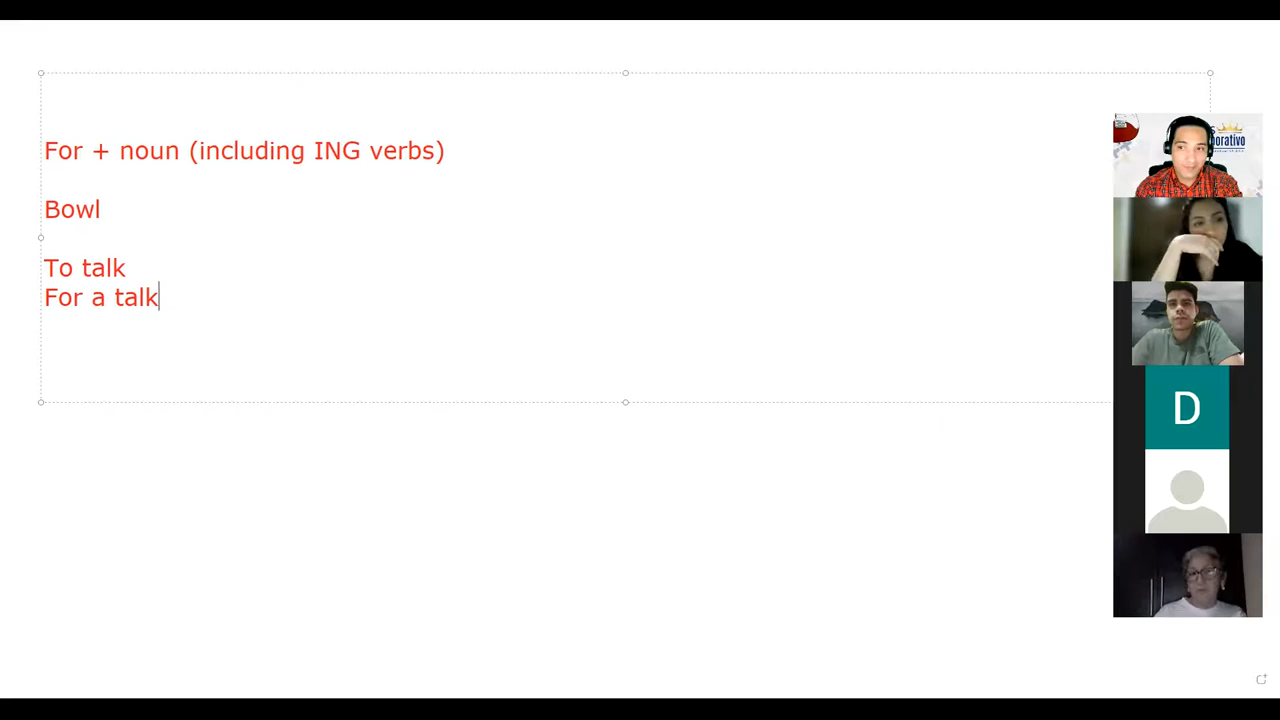 For + noun (including ING verbs)
Bowl
To talk
For a talk
D